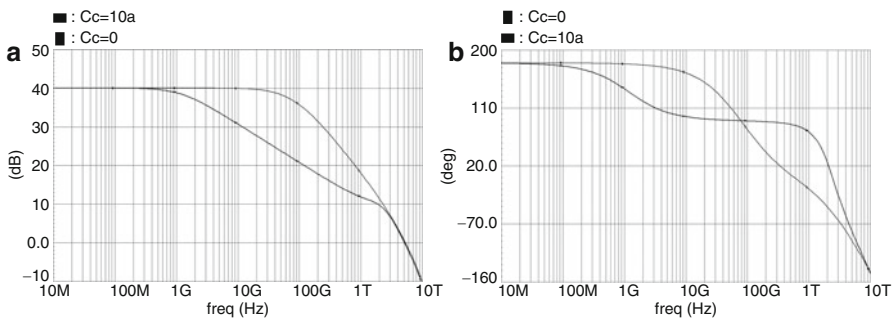 a
: Cc=10a
: Cc=0
50
40
30
20
10
0.0
−10
(dB)
10M
100M
1G
10G
100G
1T
10T
freq (Hz)
b
: Cc=0
: Cc=10a
200
110
20.0
−70.0
−160
(deg)
10M
100M
1G
10G
100G
1T
10T
freq (Hz)